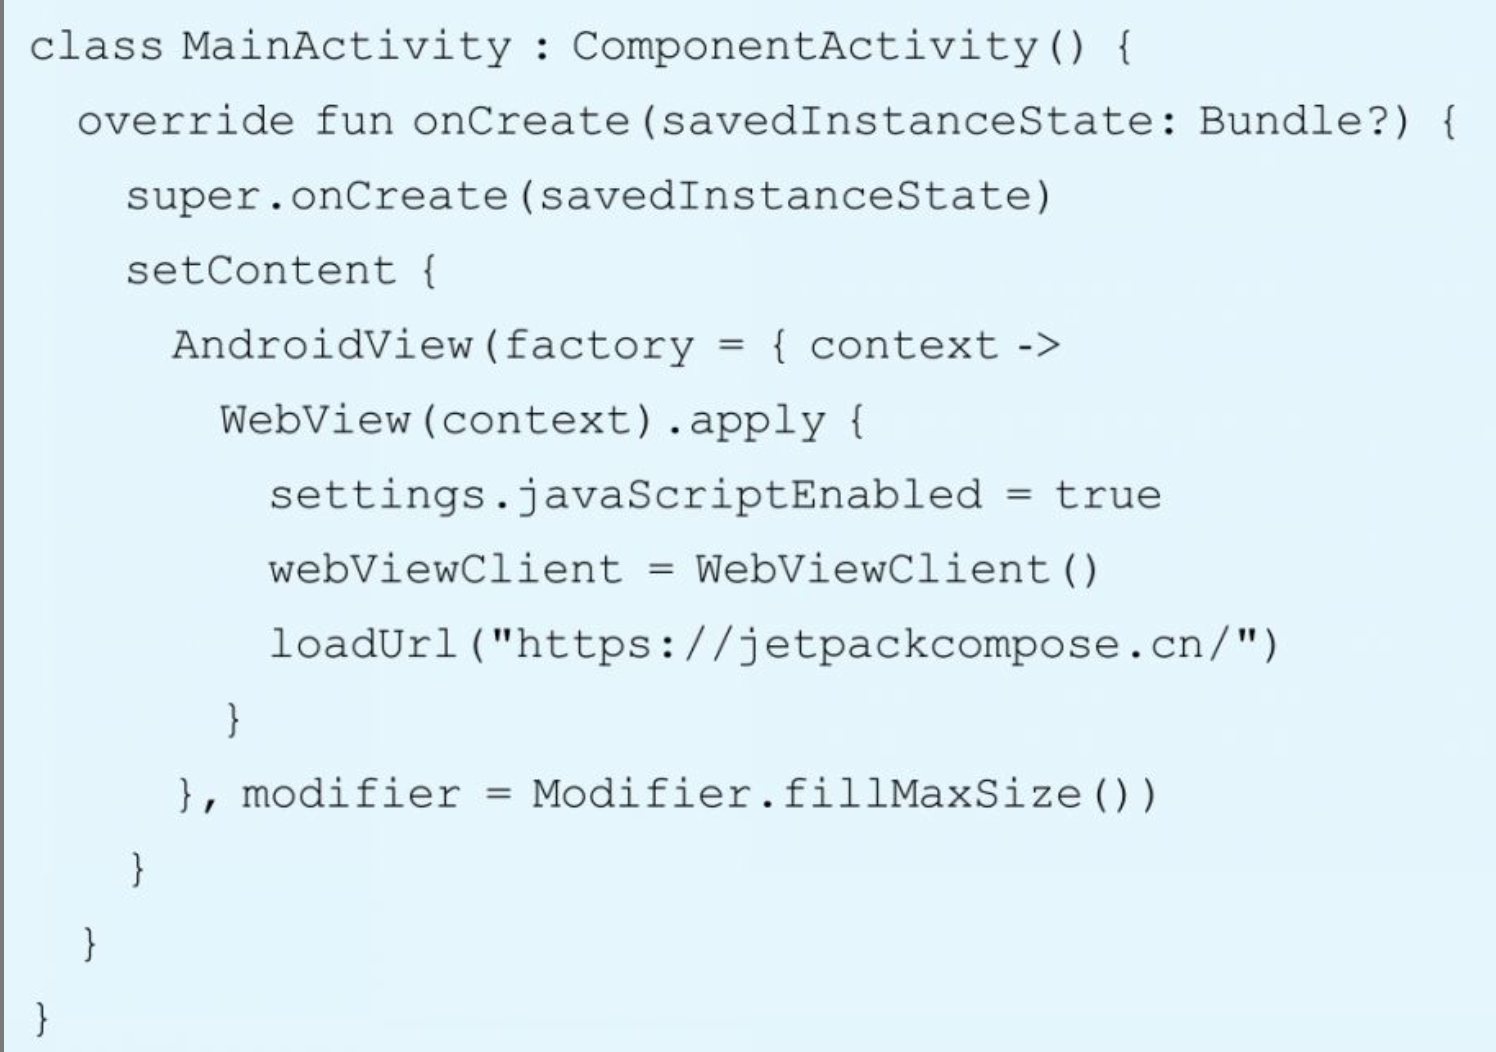 class MainActivity : ComponentActivity() {
override fun onCreate(savedInstanceState: Bundle?) {
super.onCreate(savedInstanceState)
setContent {
AndroidView(factory = { context ->
WebView(context).apply {
settings.javaScriptEnabled = true
webViewClient = WebViewClient()
loadUrl("https://jetpackcompose.cn/")
}
}, modifier = Modifier.fillMaxSize())
}
}
}